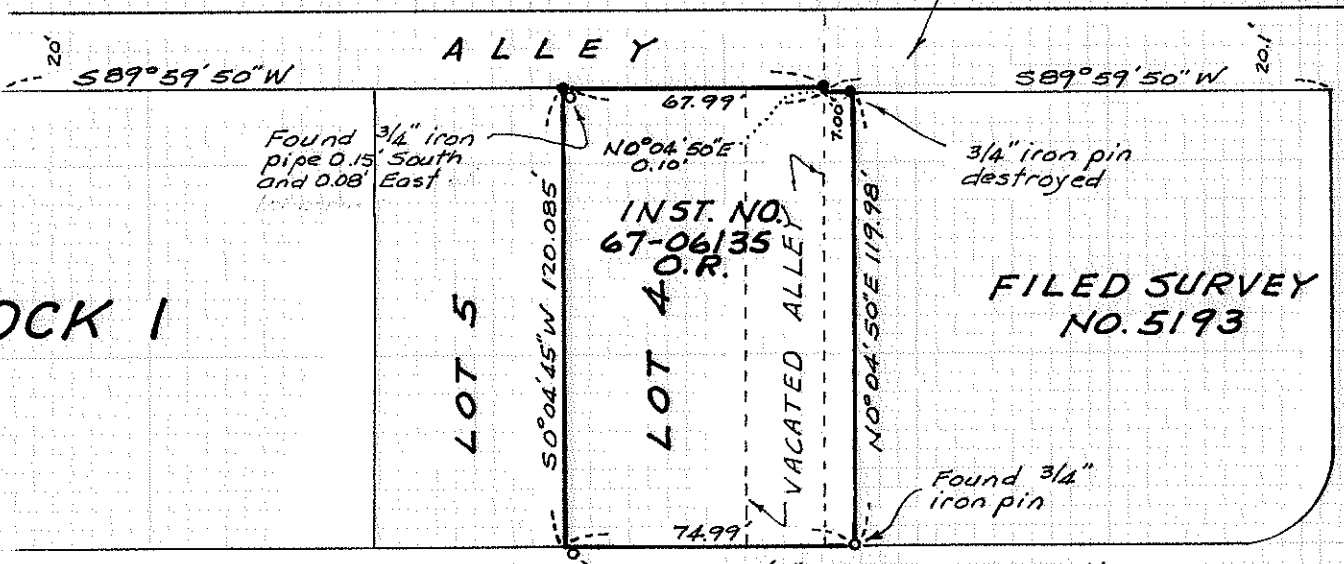 ALLEY
20'
S89°59'50"W
S89°59'50"W
20.1'
67.99
7.00'
Found 3/4" iron
pipe 0.15' South
and 0.08' East
N0°04'50"E
0.10'
3/4" iron pin
destroyed
INST. NO.
67-06135
O.R.
S0°04'45"W 120.085'
N0°04'50"E 119.98'
OCK 1
LOT 5
LOT 4
VACATED ALLEY
FILED SURVEY
NO. 5193
Found 3/4"
iron pin
74.99'